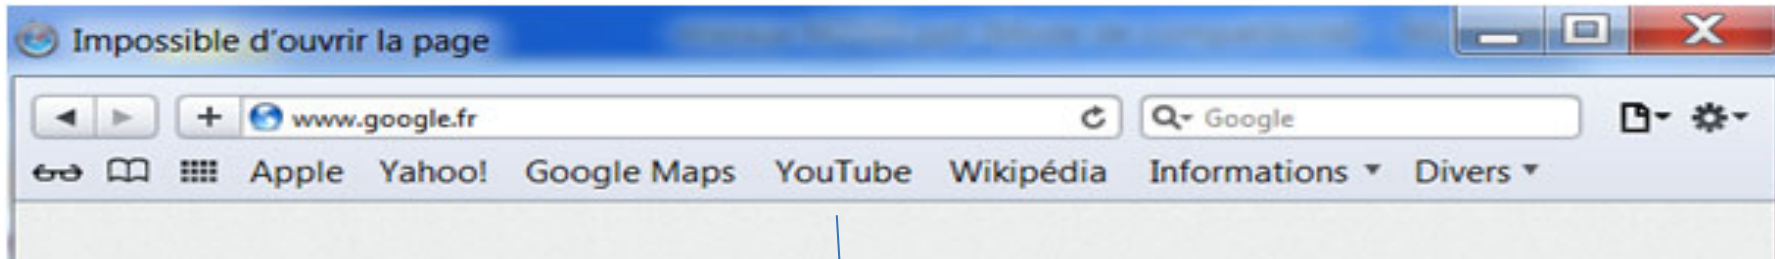 Impossible d'ouvrir la page
www.google.fr Google
Apple Yahoo! Google Maps YouTube Wikipédia Informations Divers